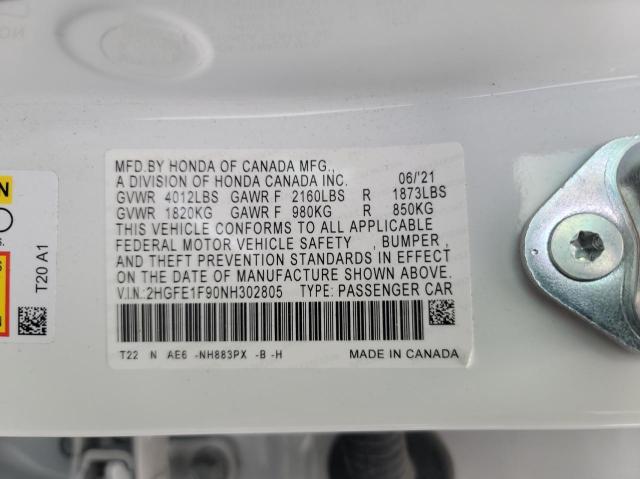 MFD.BY HONDA OF CANADA MFG.,
A DIVISION OF HONDA CANADA INC. 06/'21
GVWR 4012LBS GAWR F 2160LBS R 1873LBS
GVWR 1820KG GAWR F 980KG R 850KG
THIS VEHICLE CONFORMS TO ALL APPLICABLE
FEDERAL MOTOR VEHICLE SAFETY , BUMPER ,
AND THEFT PREVENTION STANDARDS IN EFFECT
ON THE DATE OF MANUFACTURE SHOWN ABOVE.
V.I.N: 2HGFE1F90NH302805 TYPE: PASSENGER CAR
T22 N AE6 -NH883PX -B -H MADE IN CANADA
T20 A1